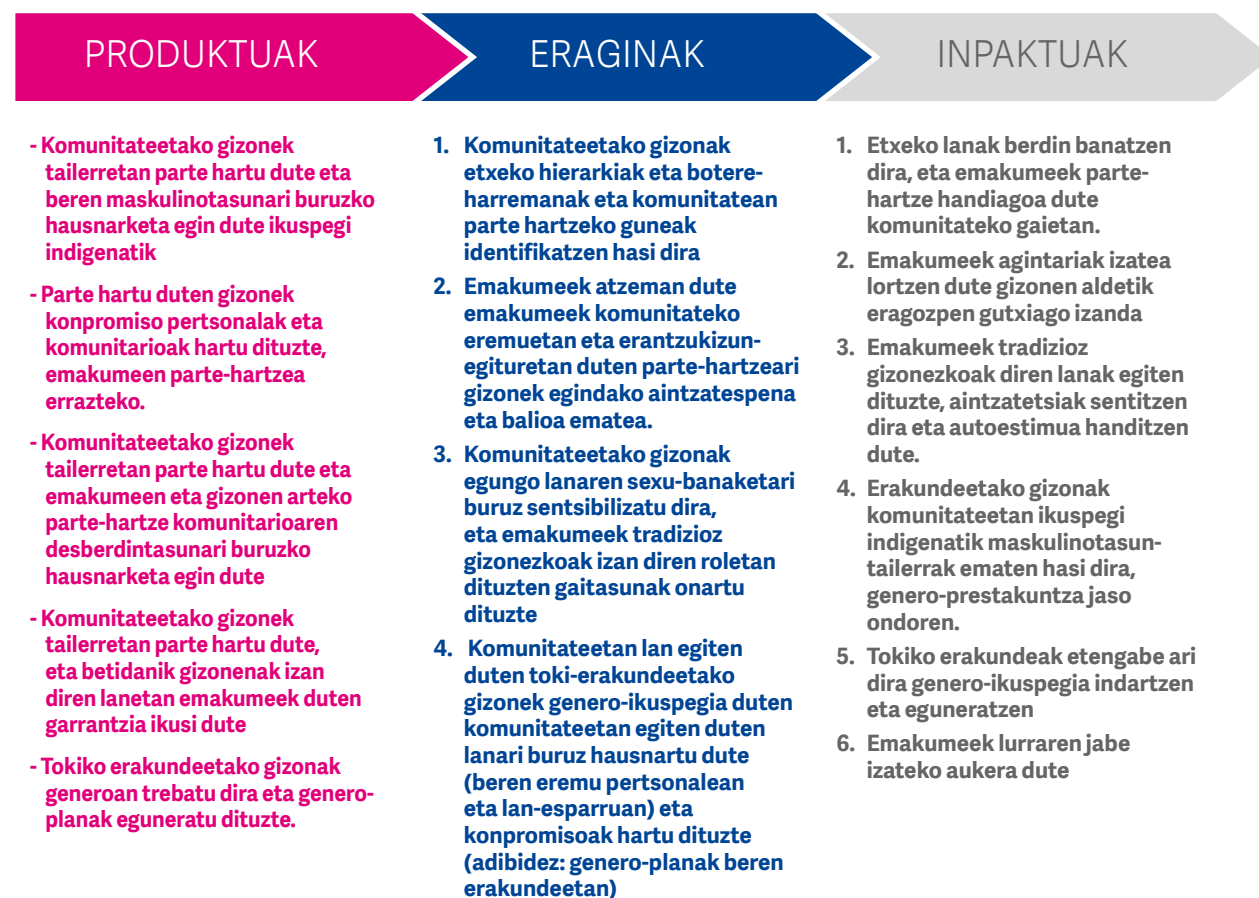 PRODUKTUAK
ERAGINAK
INPAKTUAK
- Komunitateetako gizonek
tailerretan parte hartu dute eta
beren maskulinotasunari buruzko
hausnarketa egin dute ikuspegi
indigenatik
- Parte hartu duten gizonek
konpromiso pertsonalak eta
komunitarioak hartu dituzte,
emakumeen parte-hartzea
errazteko.
- Komunitateetako gizonek
tailerretan parte hartu dute eta
emakumeen eta gizonen arteko
parte-hartze komunitarioaren
desberdintasunari buruzko
hausnarketa egin dute
- Komunitateetako gizonek
tailerretan parte hartu dute,
eta betidanik gizonenak izan
diren lanetan emakumeek duten
garrantzia ikusi dute
- Tokiko erakundeetako gizonak
generoan trebatu dira eta genero-
planak eguneratu dituzte.
1. Komunitateetako gizonak
etxeko hierarkiak eta botere-
harremanak eta komunitatean
parte hartzeko guneak
identifikatzen hasi dira
2. Emakumeek atzeman dute
emakumeek komunitateko
eremuetan eta erantzukizun-
egituretan duten parte-hartzeari
gizonek egindako aintzatespena
eta balioa ematea.
3. Komunitateetako gizonak
egungo lanaren sexu-banaketari
buruz sentsibilizatu dira,
eta emakumeek tradizioz
gizonezkoak izan diren roletan
dituzten gaitasunak onartu
dituzte
4. Komunitateetan lan egiten
duten toki-erakundeetako
gizonek genero-ikuspegia duten
komunitateetan egiten duten
lanari buruz hausnartu dute
(beren eremu pertsonalean
eta lan-esparruan) eta
konpromisoak hartu dituzte
(adibidez: genero-planak beren
erakundeetan)
1. Etxeko lanak berdin banatzen
dira, eta emakumeek parte-
hartze handiagoa dute
komunitateko gaietan.
2. Emakumeek agintariak izatea
lortzen dute gizonen aldetik
eragozpen gutxiago izanda
3. Emakumeek tradizioz
gizonezkoak diren lanak egiten
dituzte, aintzatetsiak sentitzen
dira eta autoestimua handitzen
dute.
4. Erakundeetako gizonak
komunitateetan ikuspegi
indigenatik maskulinotasun-
tailerrak ematen hasi dira,
genero-prestakuntza jaso
ondoren.
5. Tokiko erakundeak etengabe ari
dira genero-ikuspegia indartzen
eta eguneratzen
6. Emakumeek lurraren jabe
izateko aukera dute